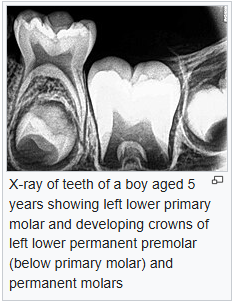 X-ray of teeth of a boy aged 5
years showing left lower primary
molar and developing crowns of
left lower permanent premolar
(below primary molar) and
permanent molars